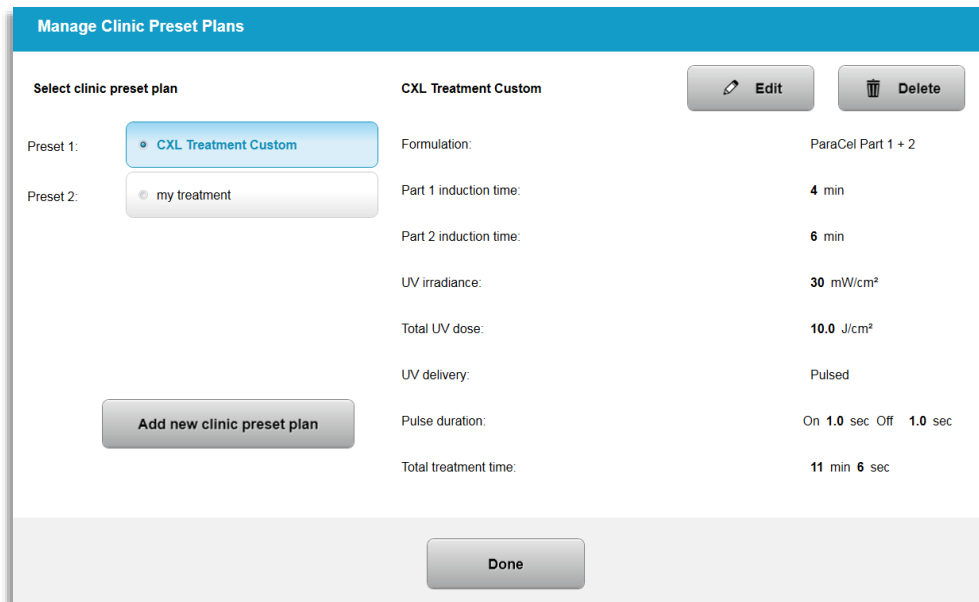 Manage Clinic Preset Plans
Select clinic preset plan
Preset 1:
CXL Treatment Custom
Preset 2:
my treatment
Add new clinic preset plan
CXL Treatment Custom
Edit
Delete
Formulation: ParaCel Part 1 + 2
Part 1 induction time: 4 min
Part 2 induction time: 6 min
UV irradiance: 30 mW/cm²
Total UV dose: 10.0 J/cm²
UV delivery: Pulsed
Pulse duration: On 1.0 sec Off 1.0 sec
Total treatment time: 11 min 6 sec
Done